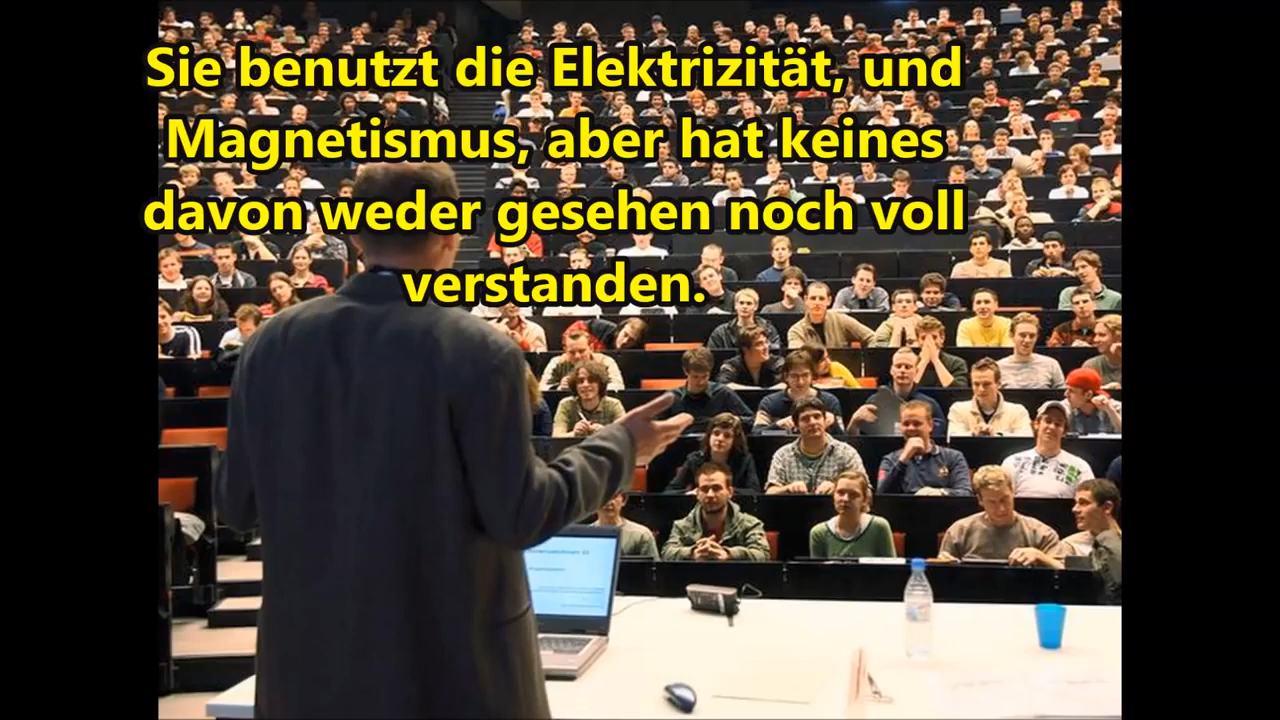 Sie benutzt die Elektrizität, und
Magnetismus, aber hat keines
davon weder gesehen noch voll
verstanden.